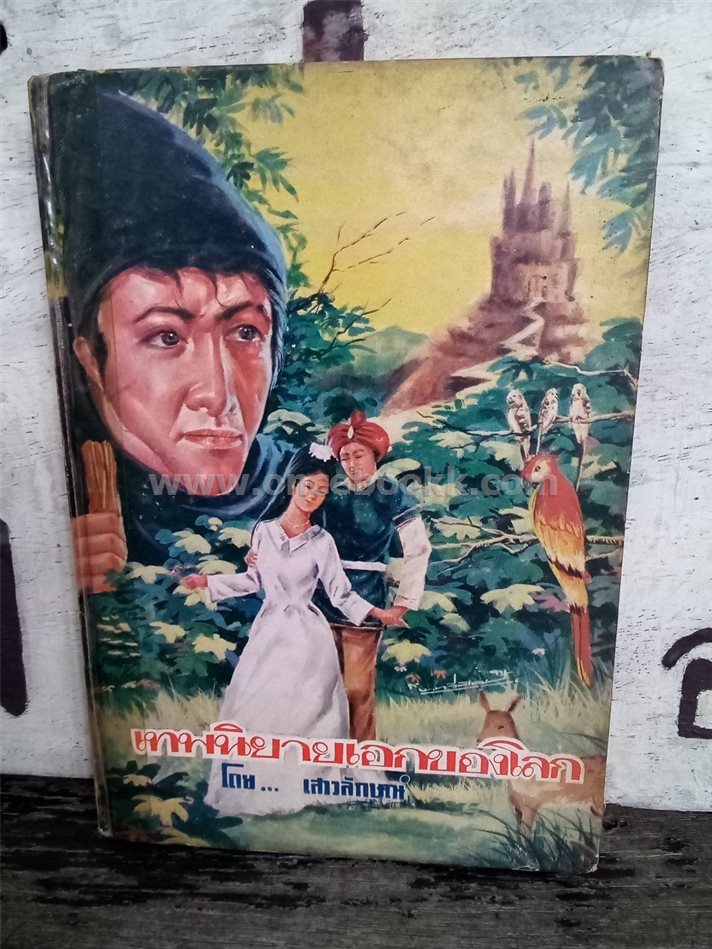 www.oncebookk.com
เทพนิยายเอกของโลก
โดย... เสาวลักษณ์